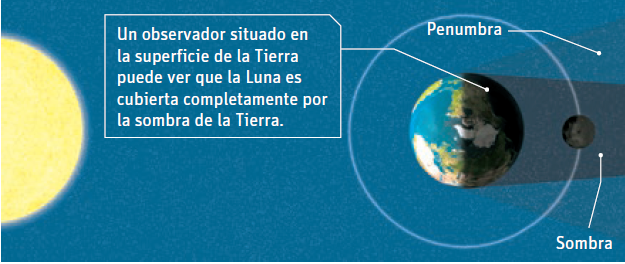 Un observador situado en
la superficie de la Tierra
puede ver que la Luna es
cubierta completamente por
la sombra de la Tierra.
Penumbra
Sombra